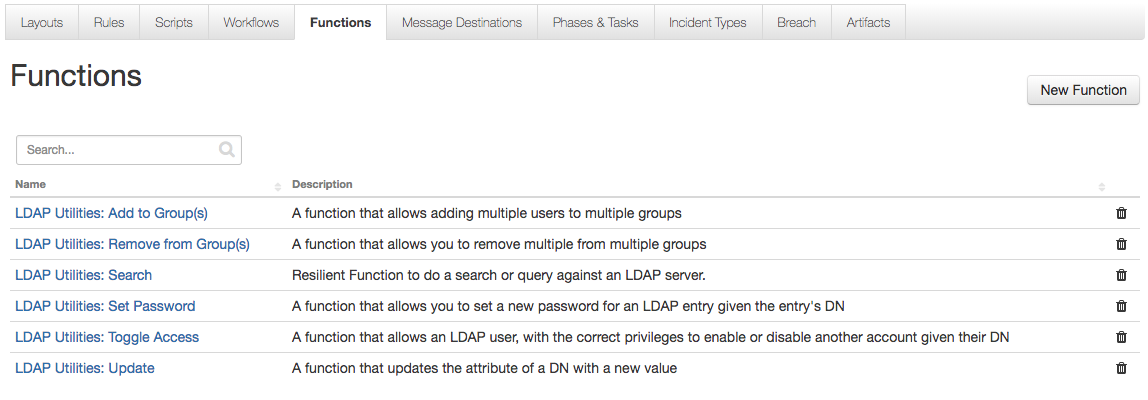 Layouts Rules Scripts Workflows Functions Message Destinations Phases & Tasks Incident Types Breach Artifacts
Functions
New Function
Search...
Name Description
LDAP Utilities: Add to Group(s) A function that allows adding multiple users to multiple groups
LDAP Utilities: Remove from Group(s) A function that allows you to remove multiple from multiple groups
LDAP Utilities: Search Resilient Function to do a search or query against an LDAP server.
LDAP Utilities: Set Password A function that allows you to set a new password for an LDAP entry given the entry's DN
LDAP Utilities: Toggle Access A function that allows an LDAP user, with the correct privileges to enable or disable another account given their DN
LDAP Utilities: Update A function that updates the attribute of a DN with a new value